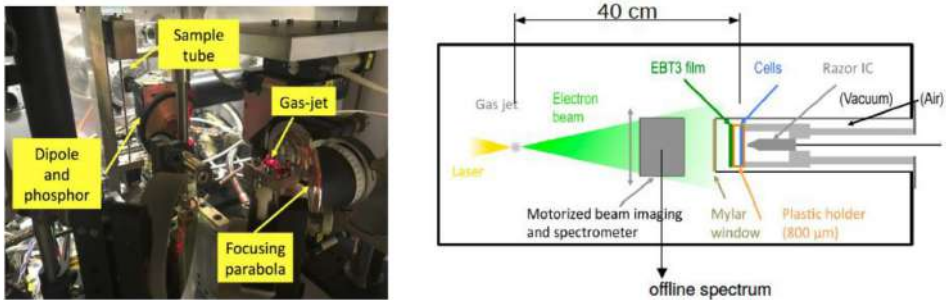 Sample
tube
Gas-jet
Dipole
and
phosphor
Focusing
parabola
40 cm
EBT3 film
Cells
Razor IC
(Vacuum)
(Air)
Gas jet
Electron
beam
Laser
Motorized beam imaging
and spectrometer
Mylar
window
Plastic holder
(800 µm)
offline spectrum